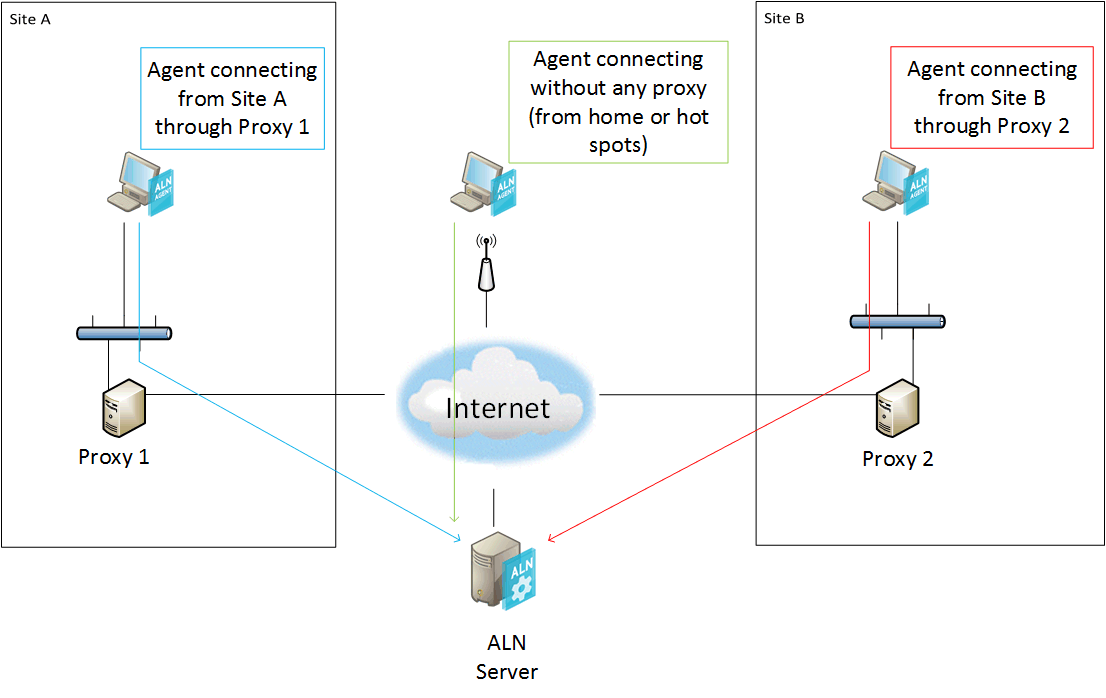 Site A
Agent connecting
from Site A
through Proxy 1
ALN
AGENT
Proxy 1
Agent connecting
without any proxy
(from home or hot
spots)
ALN
AGENT
Internet
ALN
ALN
Server
Site B
Agent connecting
from Site B
through Proxy 2
ALN
AGENT
Proxy 2